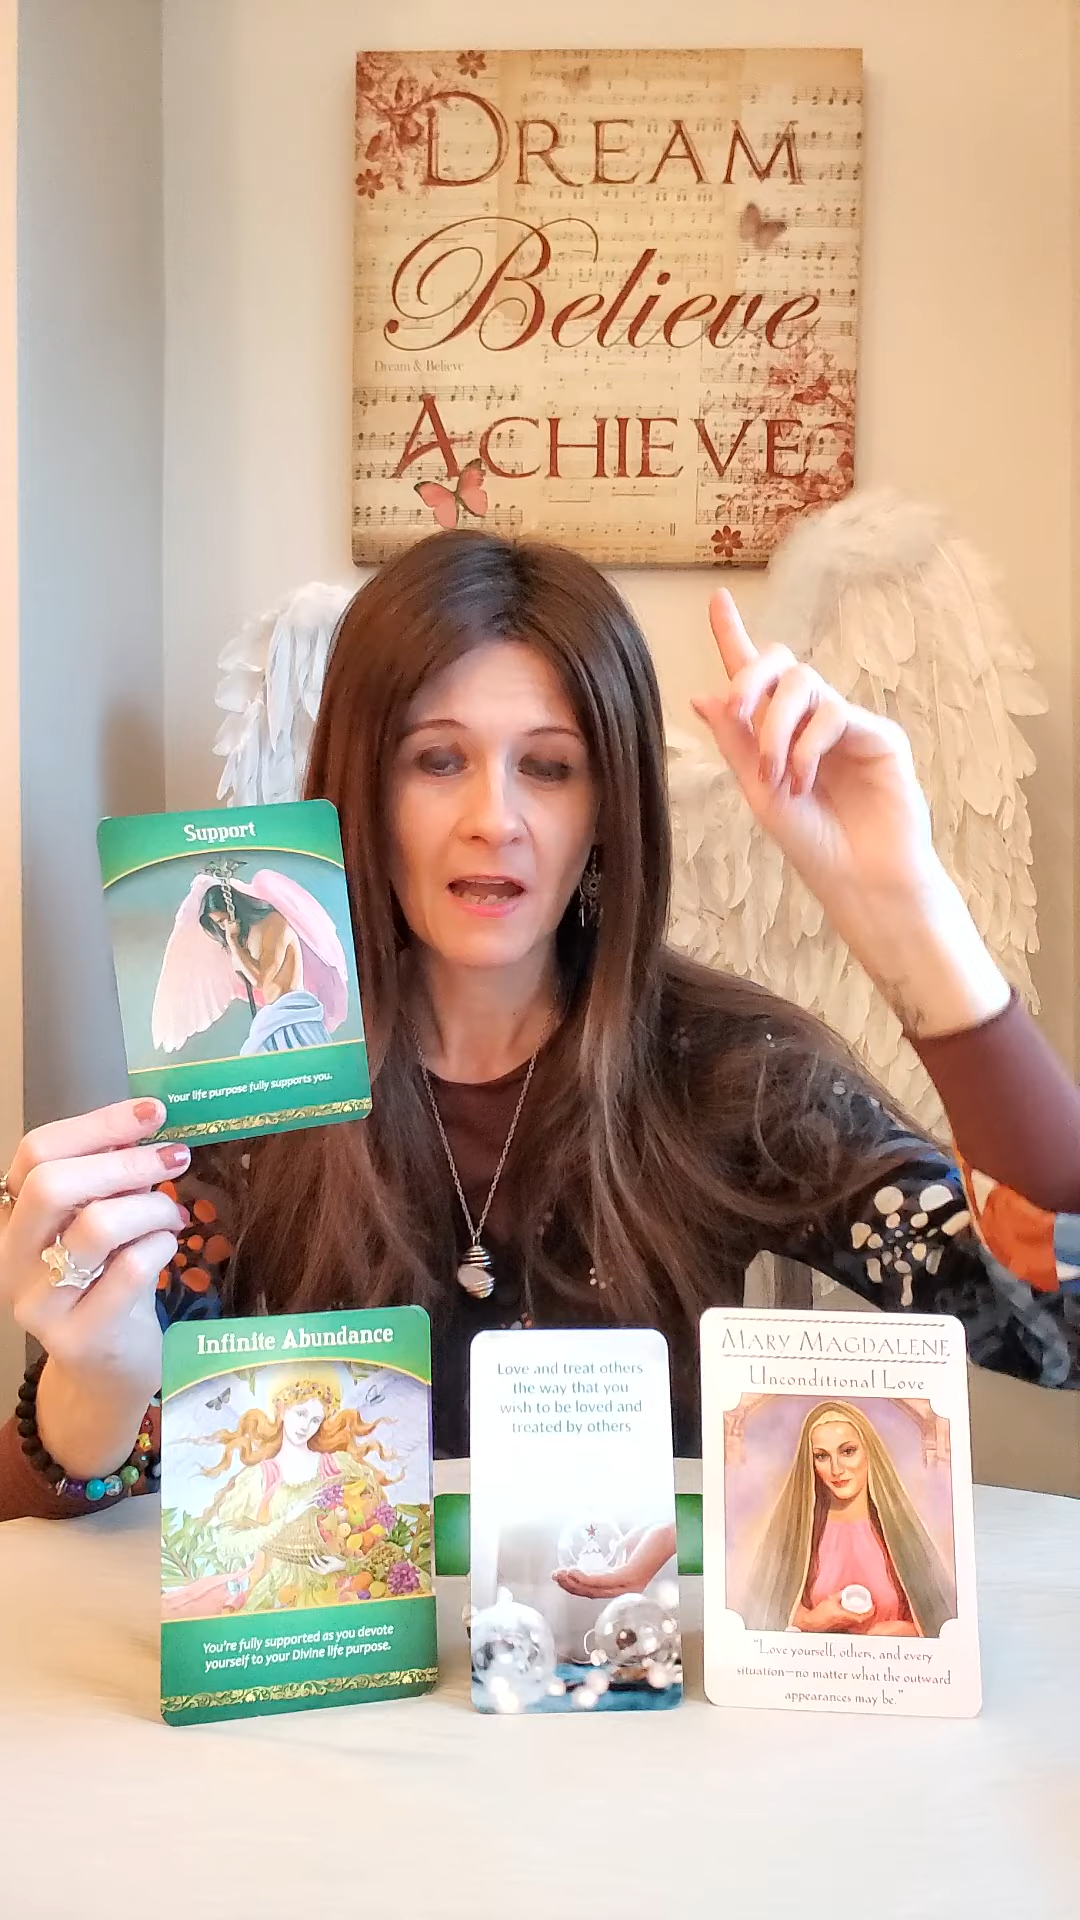 DREAM
Believe
Dream & Believe
ACHIEVE
Support
Your life purpose fully supports you.
Infinite Abundance
You're fully supported as you devote
yourself to your Divine life purpose.
Love and treat others
the way that you
wish to be loved and
treated by others
MARY MAGDALENE
Unconditional Love
"Love yourself, others, and every
situation—no matter what the outward
appearances may be."